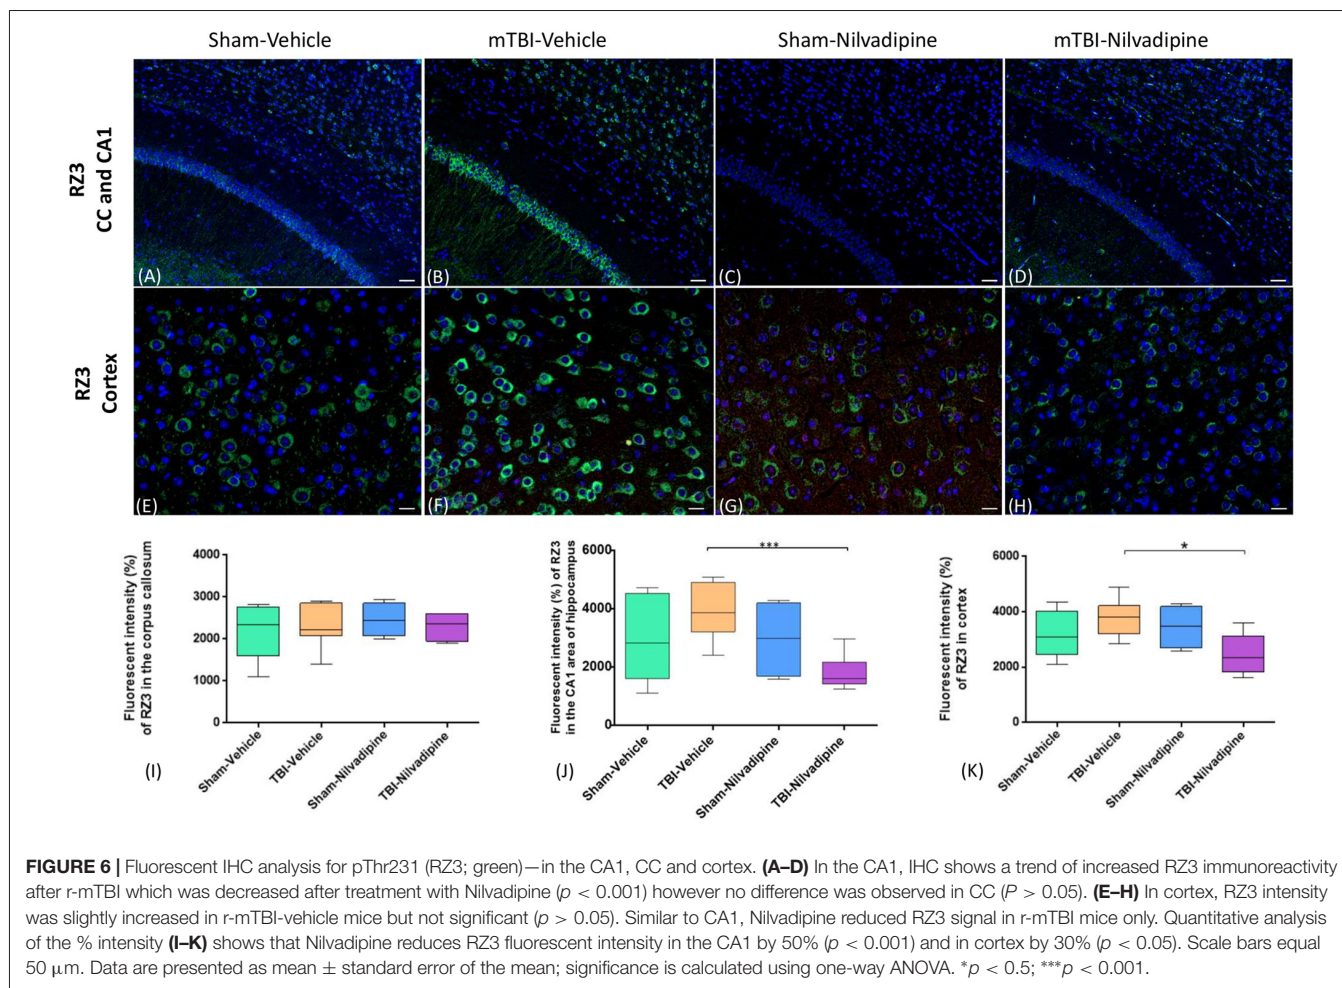 Sham-Vehicle mTBI-Vehicle Sham-Nilvadipine mTBI-Nilvadipine
RZ3
CC and CA1
(A) (B) (C) (D)
RZ3
Cortex
(E) (F) (G) (H)
Fluorescent intensity (%)
of RZ3 in the corpus callosum
4000
3000
2000
1000
0
Sham-Vehicle
TBI-Vehicle
Sham-Nilvadipine
TBI-Nilvadipine
(I)
Fluorescent intensity (%) of RZ3
in the CA1 area of hippocampus
6000
4000
2000
0
***
Sham-Vehicle
TBI-Vehicle
Sham-Nilvadipine
TBI-Nilvadipine
(J)
Fluorescent intensity (%)
of RZ3 in cortex
6000
4000
2000
0
*
Sham-Vehicle
TBI-Vehicle
Sham-Nilvadipine
TBI-Nilvadipine
(K)
FIGURE 6 | Fluorescent IHC analysis for pThr231 (RZ3; green)—in the CA1, CC and cortex. (A–D) In the CA1, IHC shows a trend of increased RZ3 immunoreactivity
after r-mTBI which was decreased after treatment with Nilvadipine (p < 0.001) however no difference was observed in CC (P > 0.05). (E–H) In cortex, RZ3 intensity
was slightly increased in r-mTBI-vehicle mice but not significant (p > 0.05). Similar to CA1, Nilvadipine reduced RZ3 signal in r-mTBI mice only. Quantitative analysis
of the % intensity (I–K) shows that Nilvadipine reduces RZ3 fluorescent intensity in the CA1 by 50% (p < 0.001) and in cortex by 30% (p < 0.05). Scale bars equal
50 μm. Data are presented as mean ± standard error of the mean; significance is calculated using one-way ANOVA. *p < 0.5; ***p < 0.001.